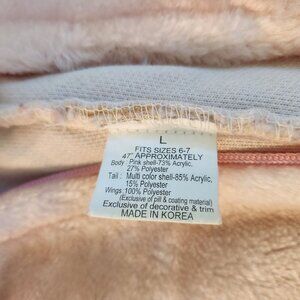 L
FITS SIZES 6-7
47" APPROXIMATELY
Body : Pink shell-73% Acrylic,
27% Polyester
Tail : Multi color shell-85% Acrylic,
15% Polyester
Wings :100% Polyester
(Exclusive of pill & coating material)
Exclusive of decorative & trim
MADE IN KOREA